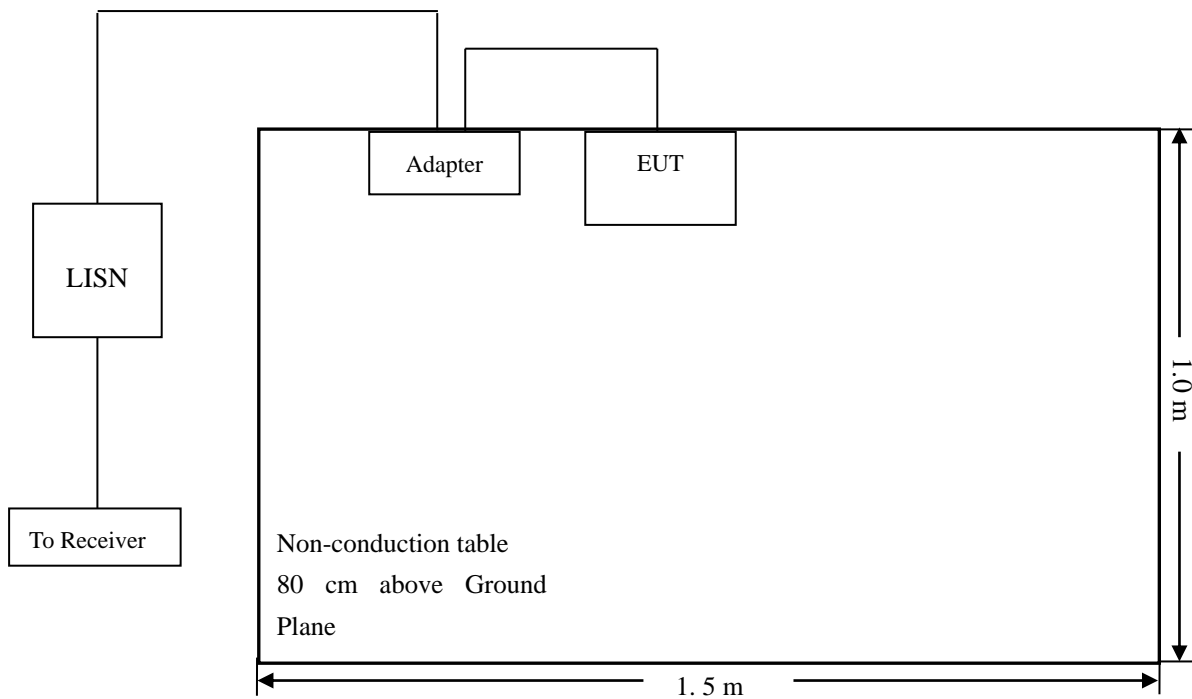 Adapter
EUT
LISN
1.0 m
To Receiver
Non-conduction table
80 cm above Ground
Plane
1. 5 m